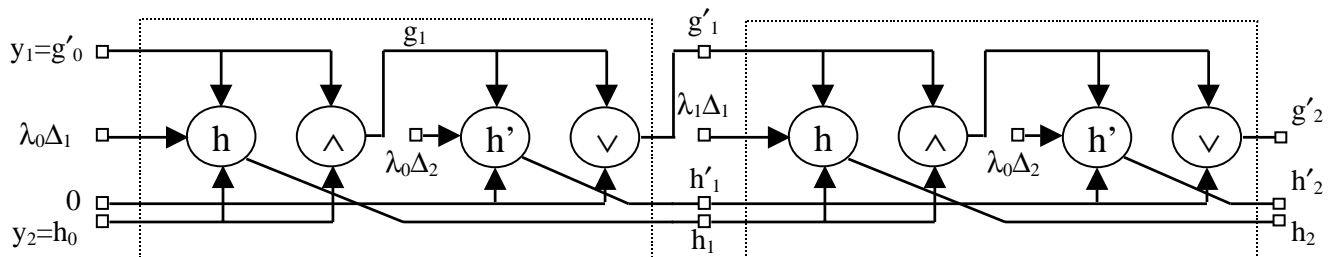 y₁=g′₀ g₁ g′₁
λ₀Δ₁ h ∧ λ₀Δ₂ h’ ∨ λ₁Δ₁ h ∧ λ₀Δ₂ h’ ∨ g′₂
0 h′₁ h′₂
y₂=h₀ h₁ h₂